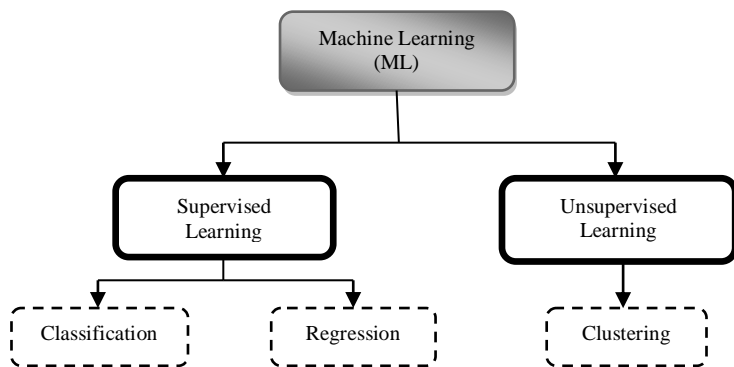 Machine Learning
(ML)
Supervised
Learning
Unsupervised
Learning
Classification
Regression
Clustering